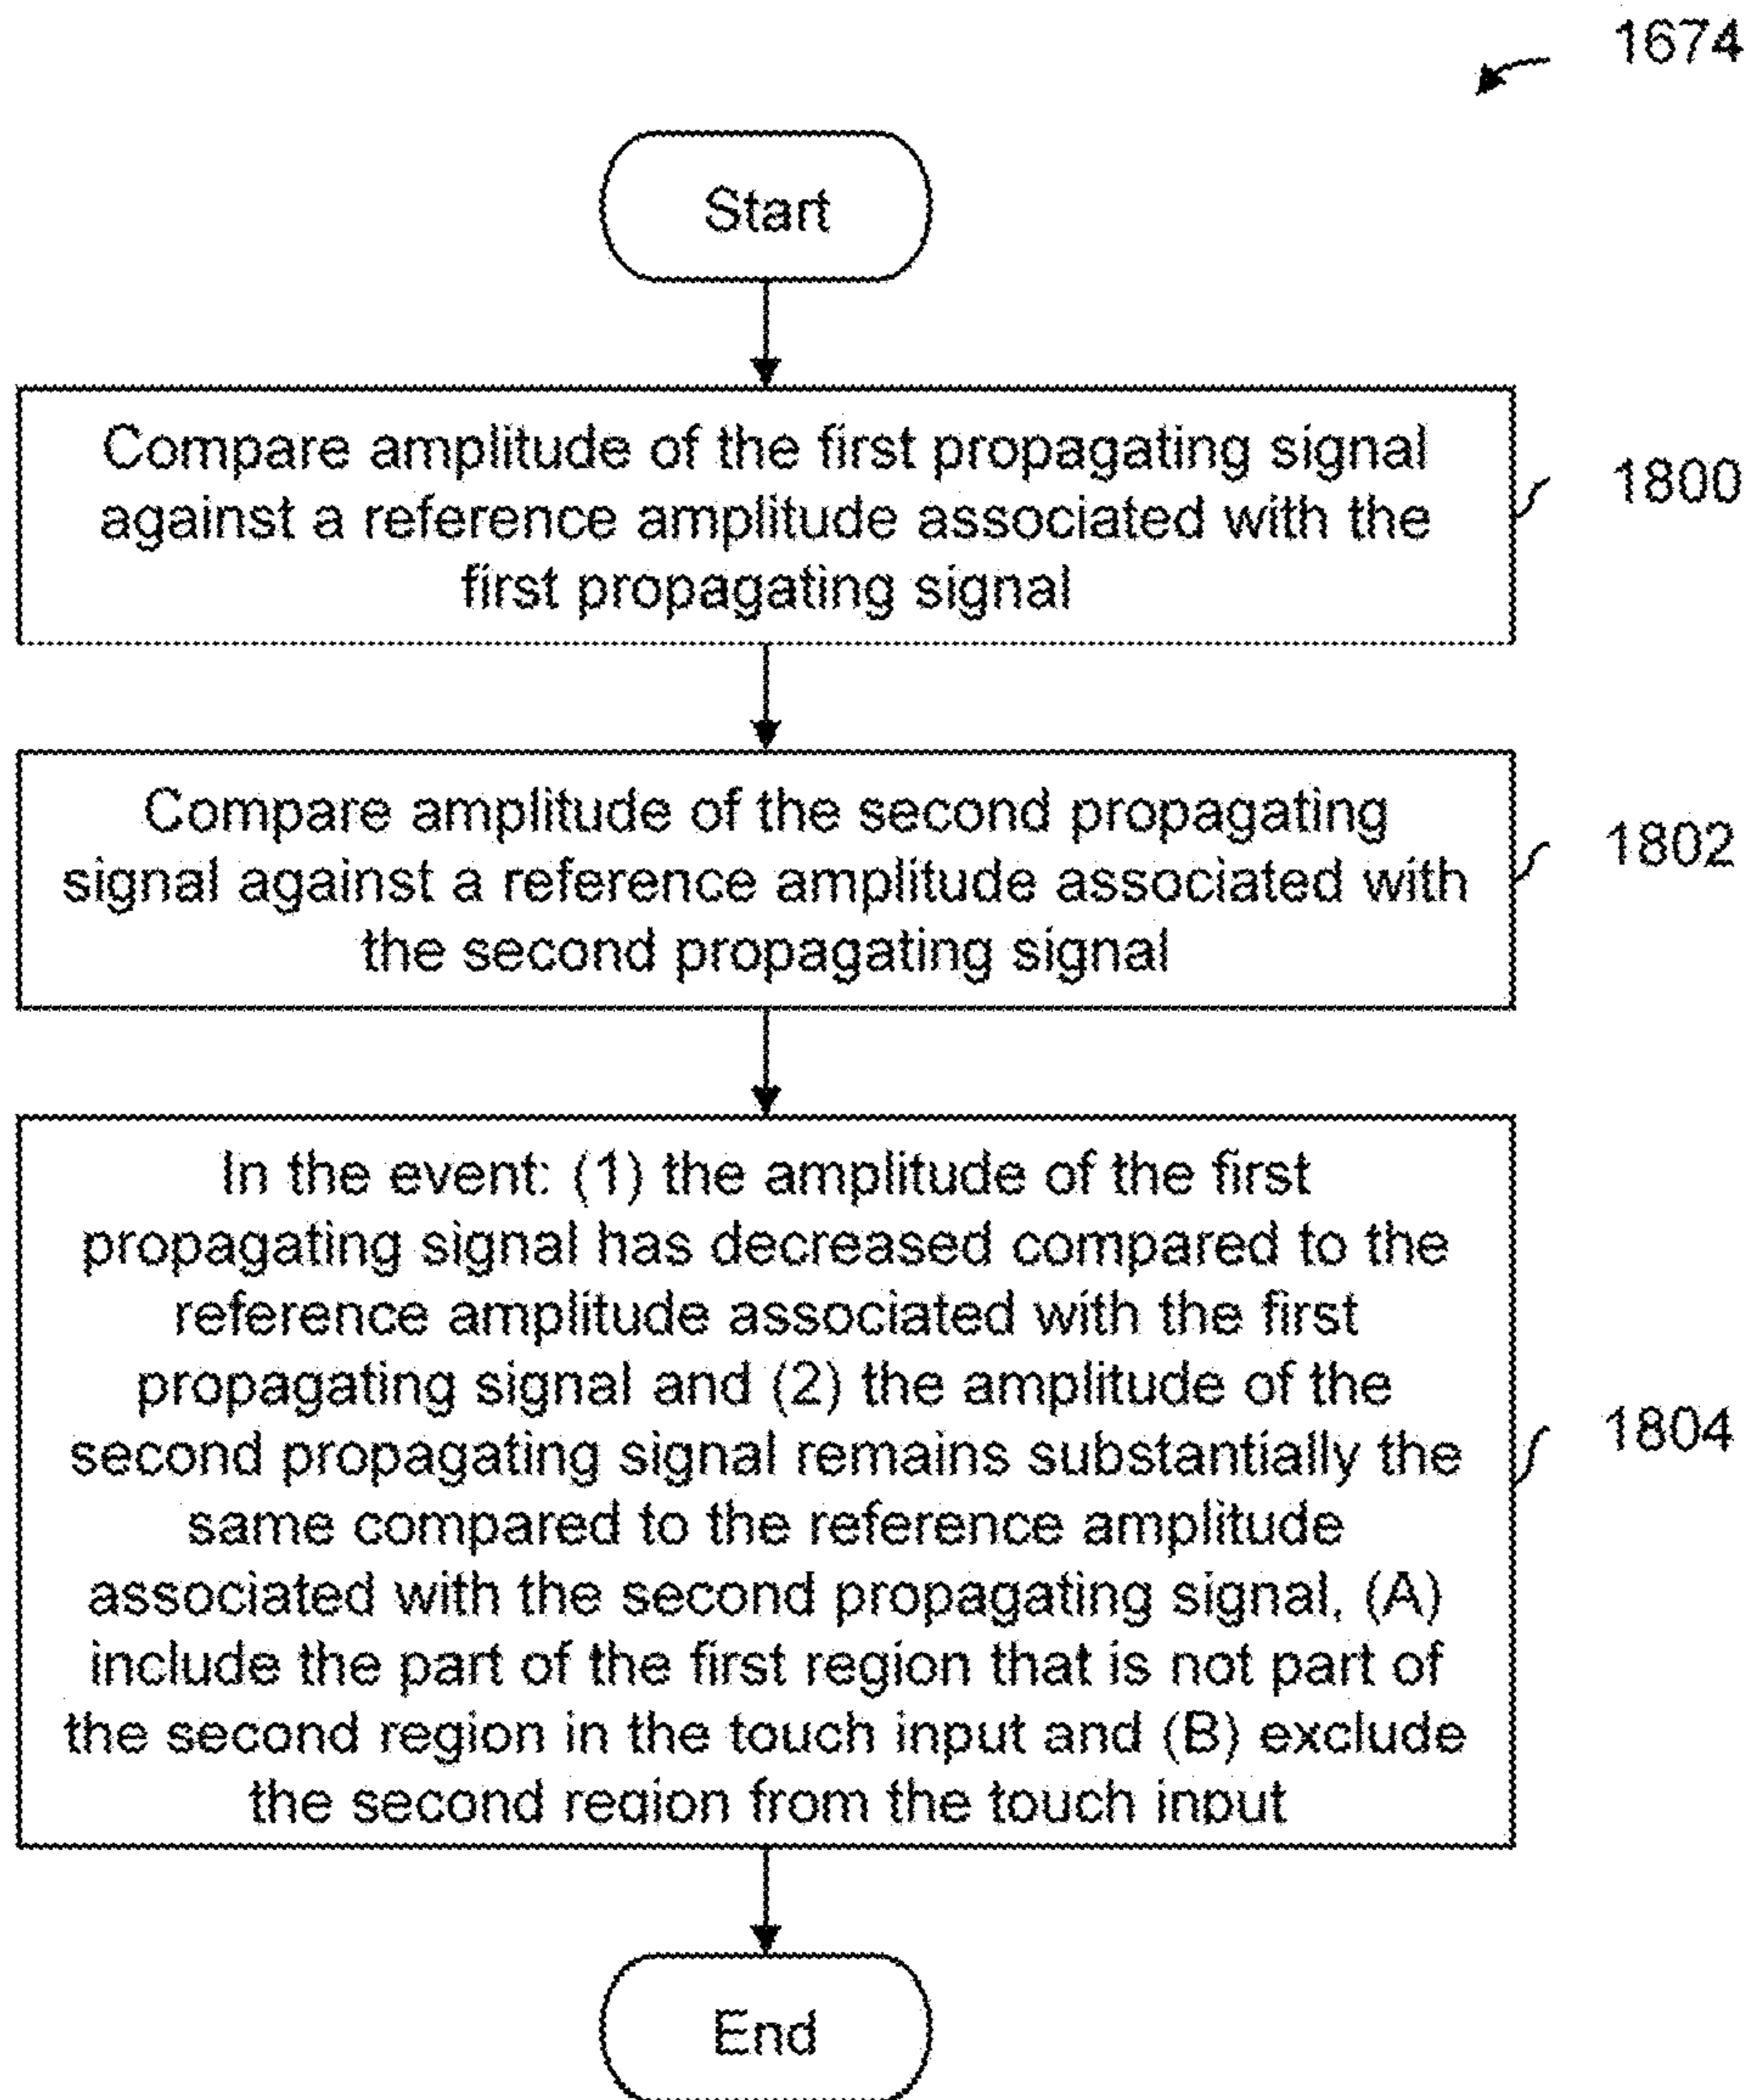 1674
Start
Compare amplitude of the first propagating signal
against a reference amplitude associated with the
first propagating signal
1800
Compare amplitude of the second propagating
signal against a reference amplitude associated with
the second propagating signal
1802
In the event: (1) the amplitude of the first
propagating signal has decreased compared to the
reference amplitude associated with the first
propagating signal and (2) the amplitude of the
second propagating signal remains substantially the
same compared to the reference amplitude
associated with the second propagating signal, (A)
include the part of the first region that is not part of
the second region in the touch input and (B) exclude
the second region from the touch input
1804
End